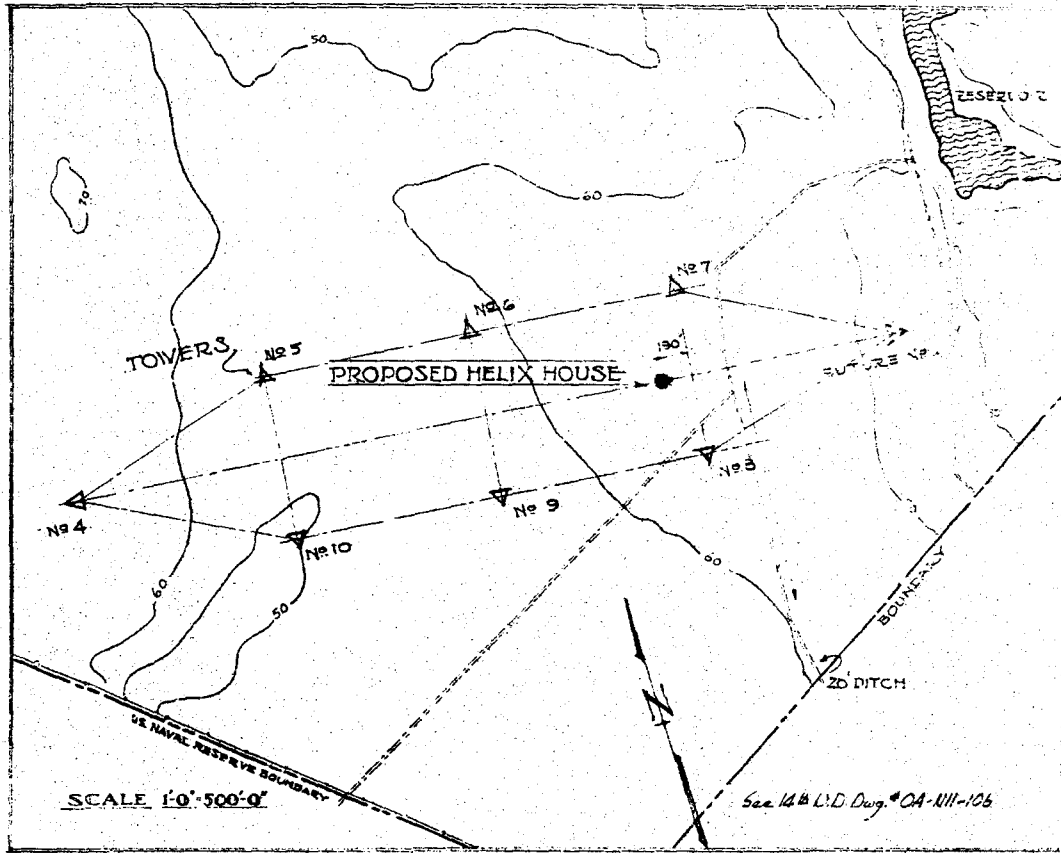 50
RESERVOIR
70
60
Nº 7
Nº 6
TOWERS
Nº 5
190'
PROPOSED HELIX HOUSE
FUTURE Nº
Nº 8
Nº 4
Nº 9
Nº 10
60
60
50
BOUNDARY
20' DITCH
N
U.S. NAVAL RESERVE BOUNDARY
SCALE 1'-0"=500'-0"
See 14th Dwg. # OA-N11-106